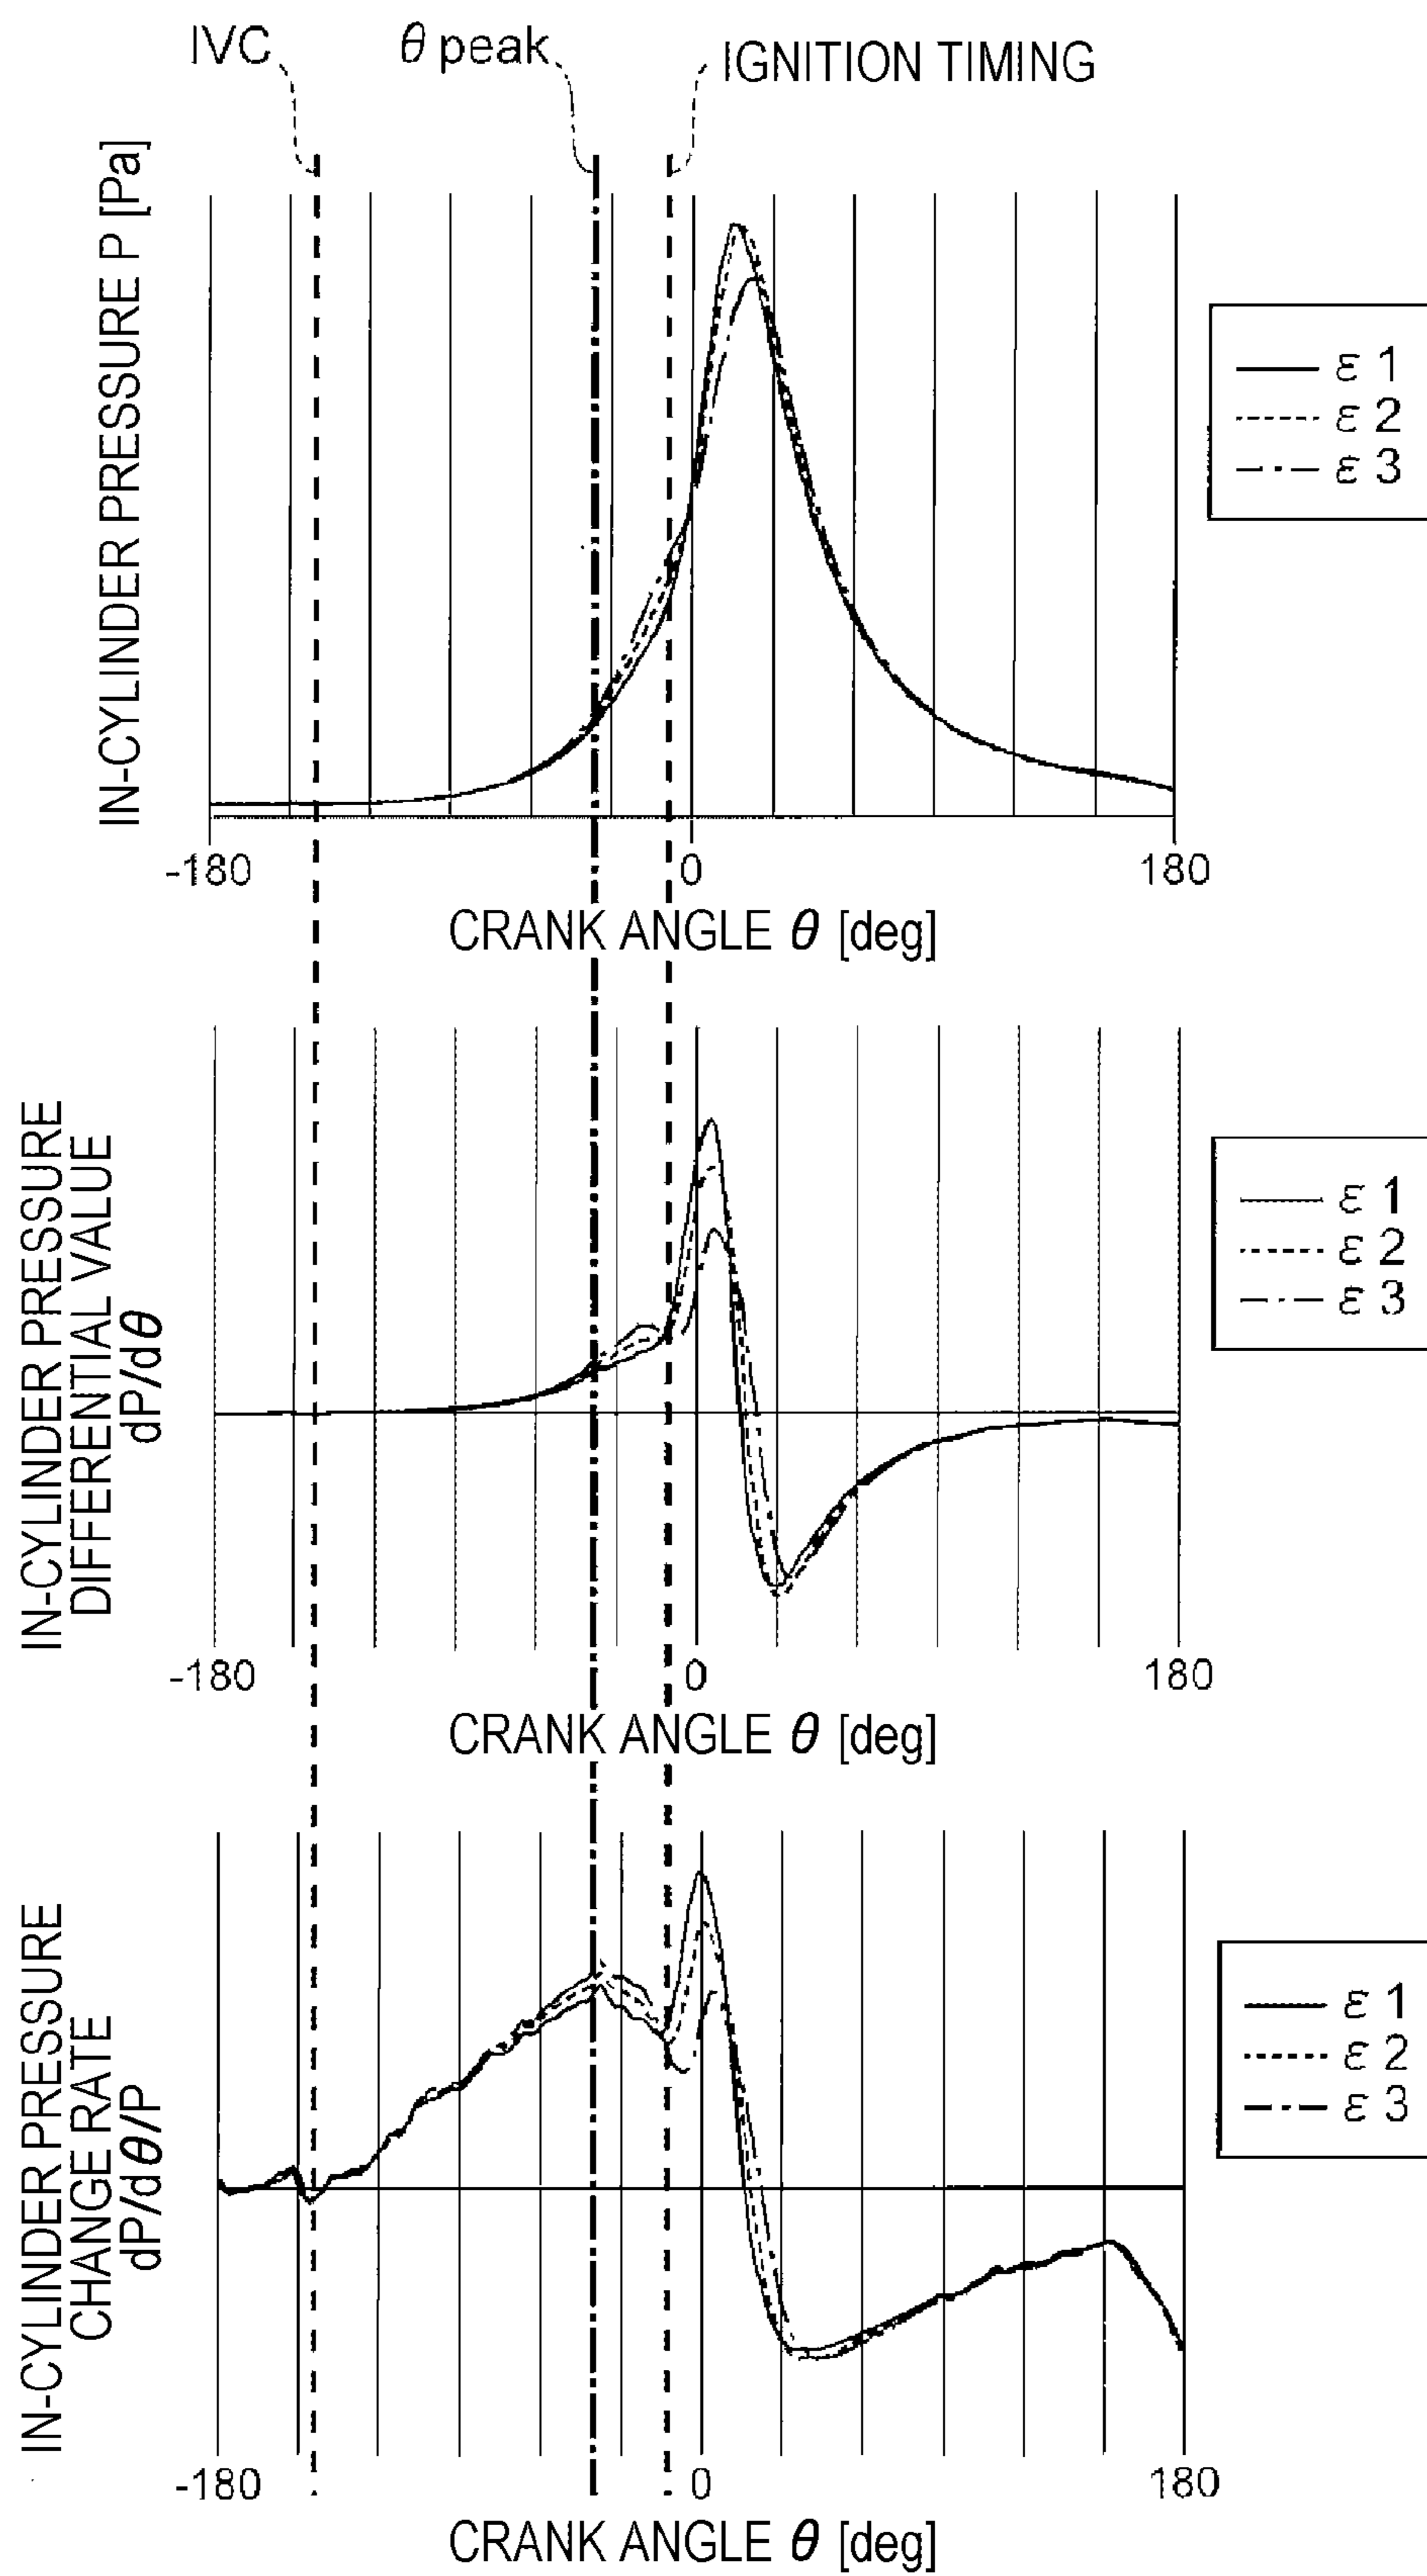 IVC
θ peak
IGNITION TIMING
IN-CYLINDER PRESSURE P [Pa]
ε 1
ε 2
ε 3
-180
0
180
CRANK ANGLE θ [deg]
IN-CYLINDER PRESSURE
DIFFERENTIAL VALUE
dP/dθ
ε 1
ε 2
ε 3
-180
0
180
CRANK ANGLE θ [deg]
IN-CYLINDER PRESSURE
CHANGE RATE
dP/dθ/P
ε 1
ε 2
ε 3
-180
0
180
CRANK ANGLE θ [deg]